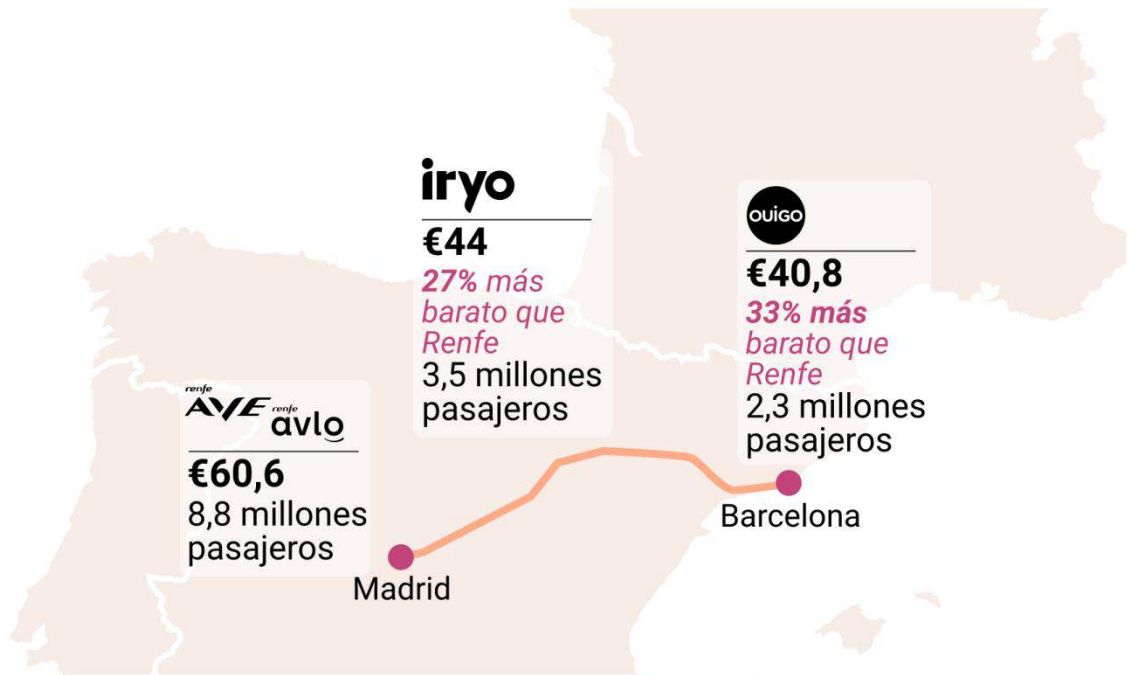 iryo
€44
27% más
barato que
Renfe
3,5 millones
pasajeros
ouigo
€40,8
33% más
barato que
Renfe
2,3 millones
pasajeros
renfe
AVE
renfe
avlo
€60,6
8,8 millones
pasajeros
Madrid
Barcelona